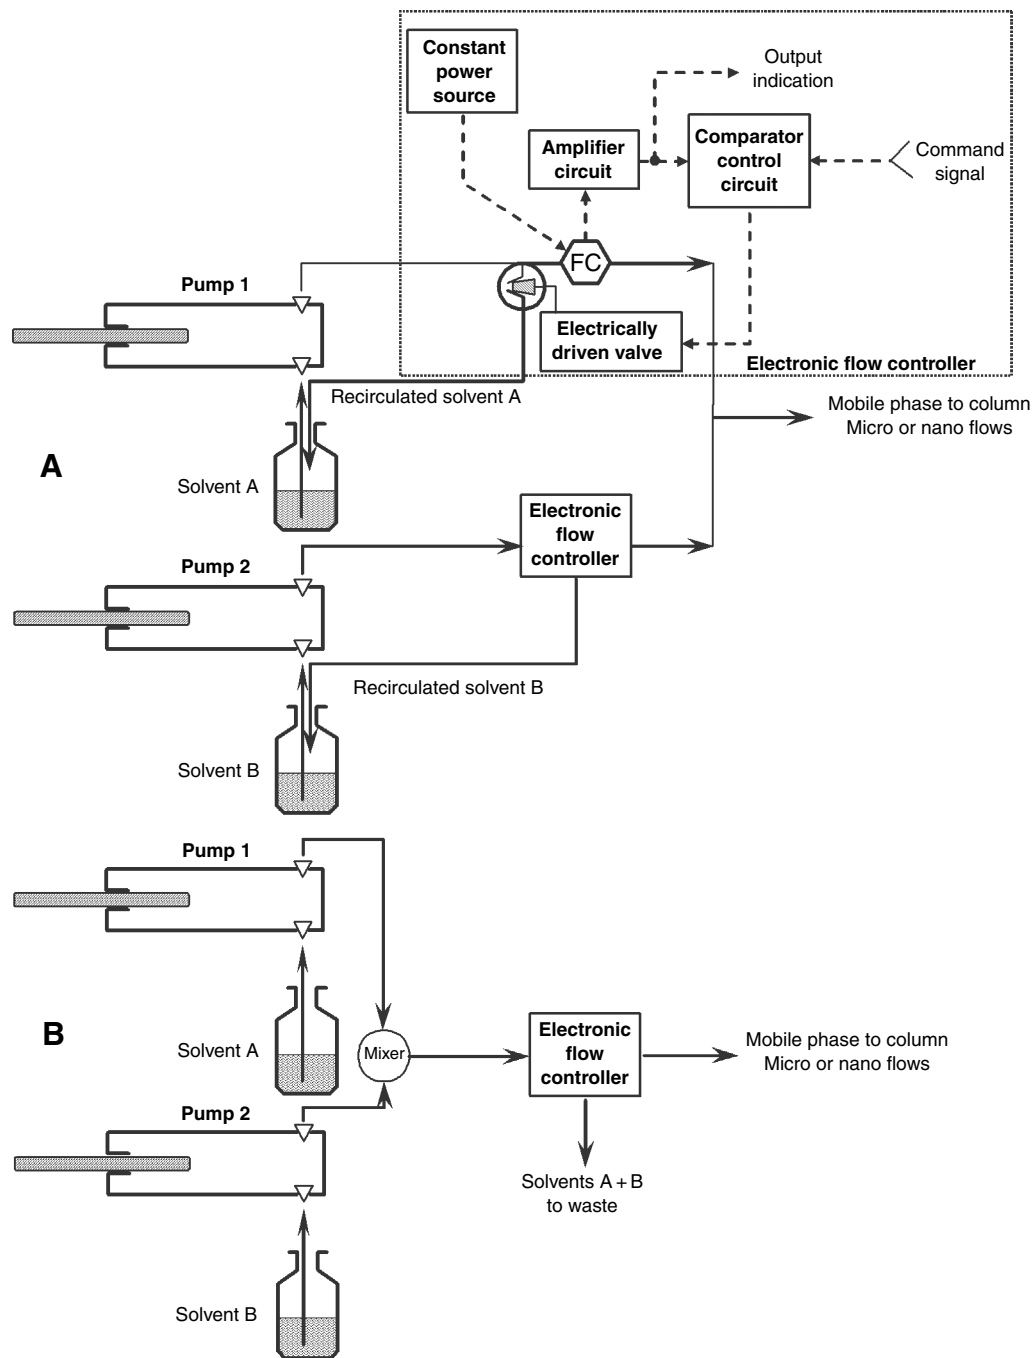 Constant
power
source
Output
indication
Amplifier
circuit
Comparator
control
circuit
Command
signal
FC
Pump 1
Electrically
driven valve
Electronic flow controller
Recirculated solvent A
Mobile phase to column
Micro or nano flows
A
Solvent A
Electronic
flow
controller
Pump 2
Recirculated solvent B
Solvent B
Pump 1
B
Solvent A
Mixer
Electronic
flow
controller
Mobile phase to column
Micro or nano flows
Pump 2
Solvents A + B
to waste
Solvent B